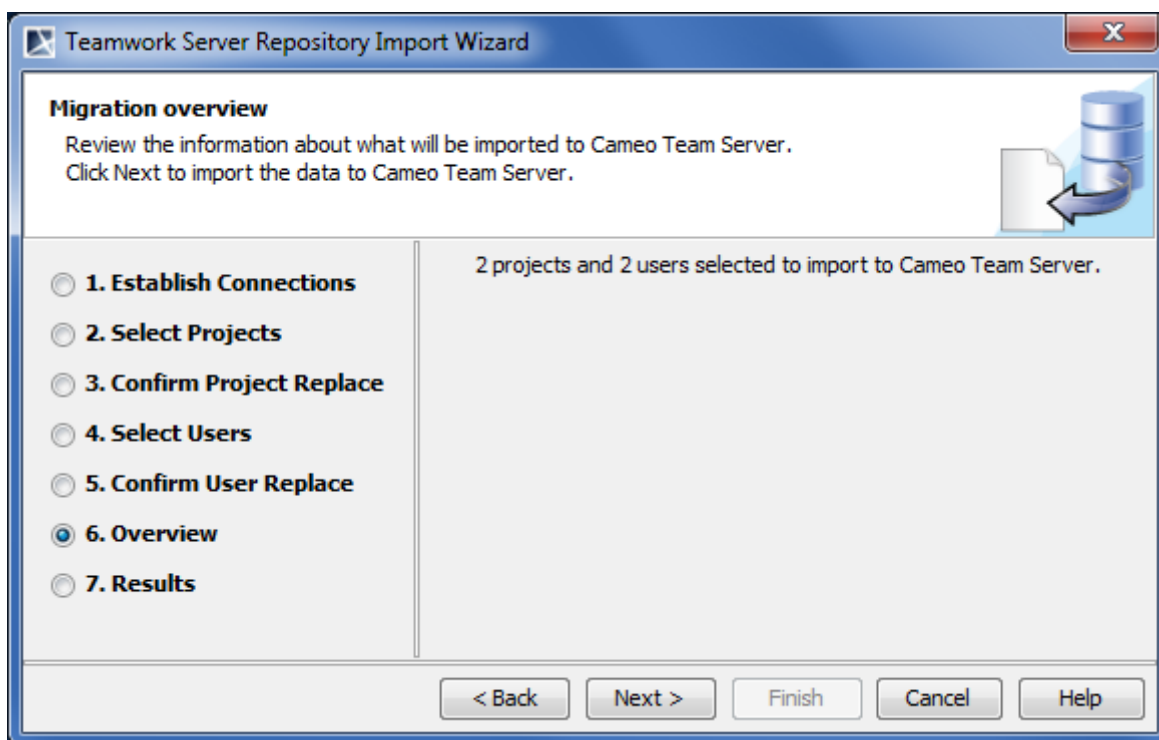 Teamwork Server Repository Import Wizard
Migration overview
Review the information about what will be imported to Cameo Team Server.
Click Next to import the data to Cameo Team Server.
1. Establish Connections
2. Select Projects
3. Confirm Project Replace
4. Select Users
5. Confirm User Replace
6. Overview
7. Results
2 projects and 2 users selected to import to Cameo Team Server.
< Back Next > Finish Cancel Help